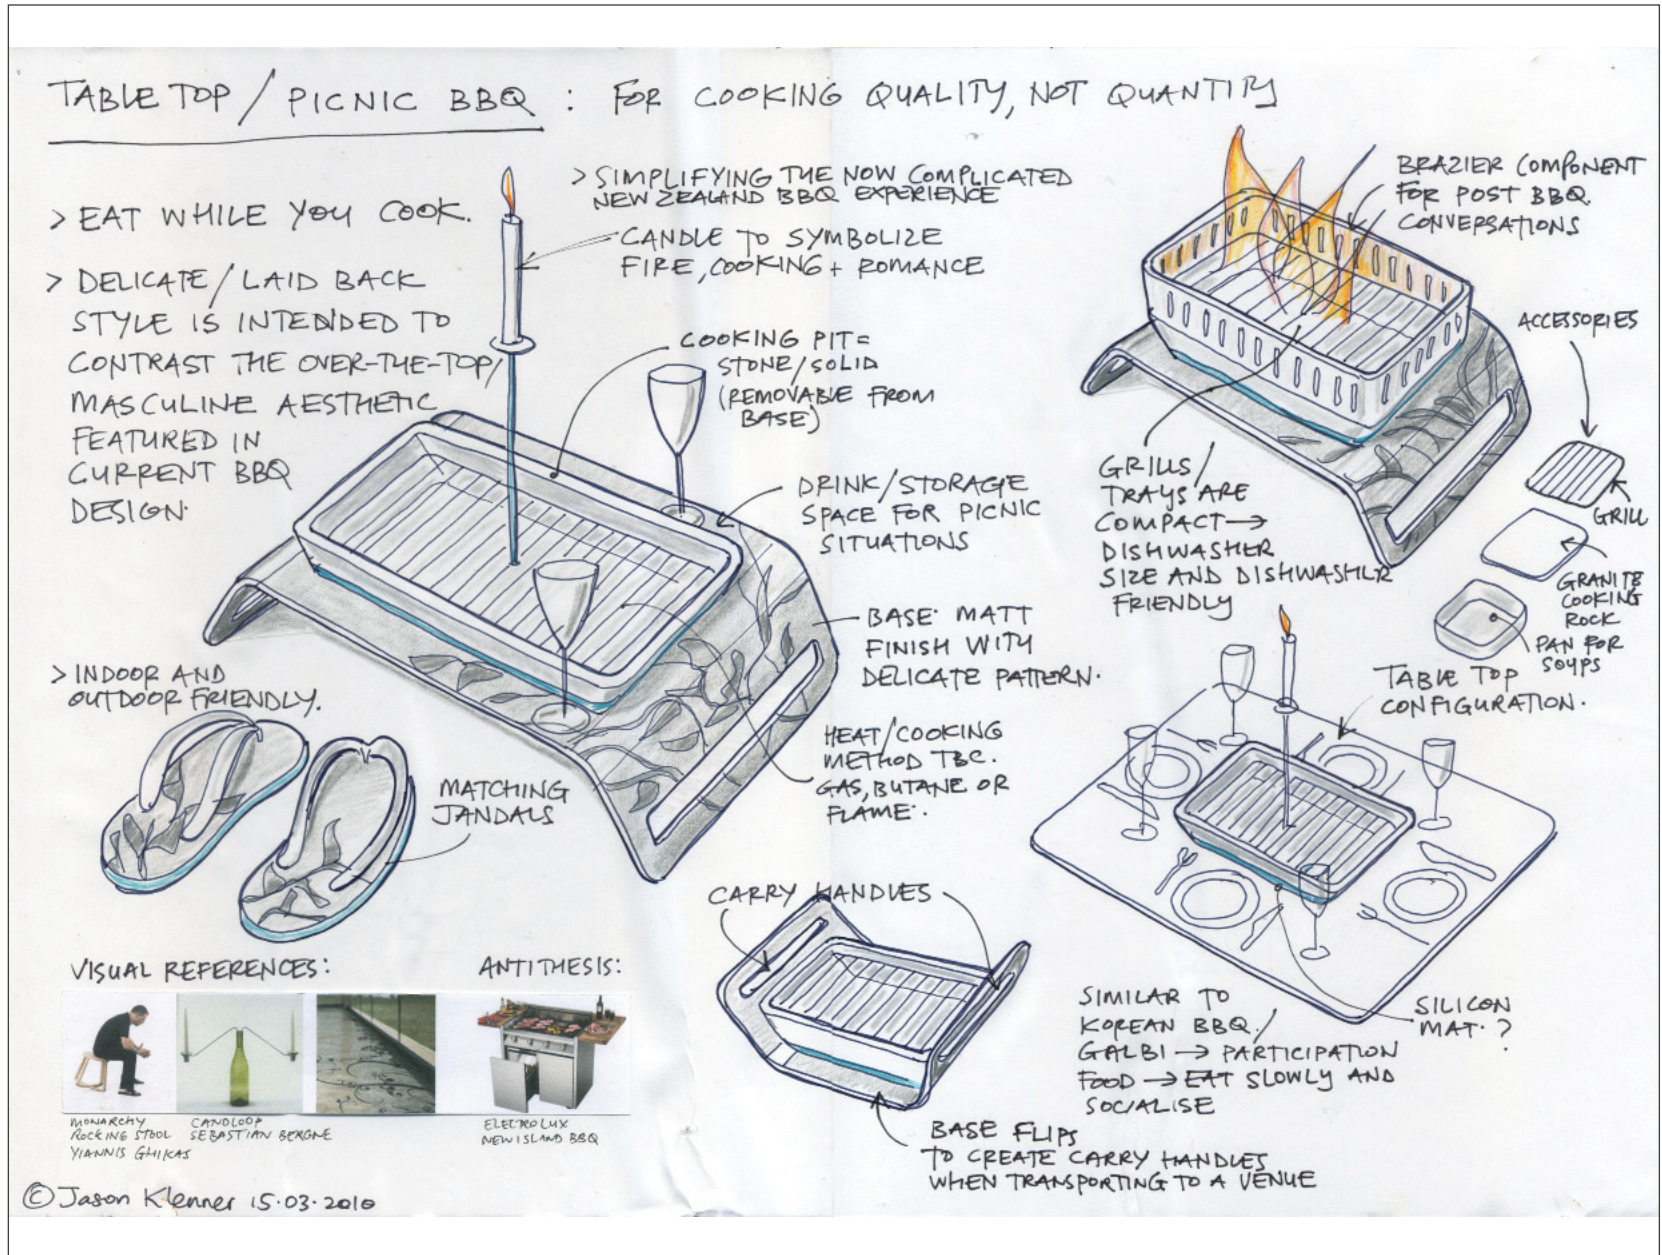 TABLE TOP / PICNIC BBQ : FOR COOKING QUALITY, NOT QUANTITY
> EAT WHILE YOU COOK.
> DELICATE / LAID BACK
STYLE IS INTENDED TO
CONTRAST THE OVER-THE-TOP/
MASCULINE AESTHETIC
FEATURED IN
CURRENT BBQ
DESIGN.
> SIMPLIFYING THE NOW COMPLICATED
NEW ZEALAND BBQ EXPERIENCE
CANDLE TO SYMBOLIZE
FIRE, COOKING + ROMANCE
COOKING PIT =
STONE/SOLID
(REMOVABLE FROM
BASE)
DRINK/STORAGE
SPACE FOR PICNIC
SITUATIONS
BASE: MATT
FINISH WITH
DELICATE PATTERN.
HEAT/COOKING
METHOD TBC.
GAS, BUTANE OR
FLAME.
BRAZIER COMPONENT
FOR POST BBQ.
CONVERSATIONS
ACCESSORIES
GRILLS/
TRAYS ARE
COMPACT →
DISHWASHER
SIZE AND DISHWASHER
FRIENDLY
GRILL
GRANITE
COOKING
ROCK
PAN FOR
SOUPS
TABLE TOP
CONFIGURATION.
> INDOOR AND
OUTDOOR FRIENDLY.
MATCHING
JANDALS
CARRY HANDLES
BASE FLIPS
TO CREATE CARRY HANDLES
WHEN TRANSPORTING TO A VENUE
SIMILAR TO
KOREAN BBQ./
GALBI → PARTICIPATION
FOOD → EAT SLOWLY AND
SOCIALISE
SILICON
MAT. ?
VISUAL REFERENCES:
ANTITHESIS:
MONARCHY
ROCKING STOOL
YIANNIS GHIKAS
CANDLOOP
SEBASTIAN BERGNE
ELECTROLUX
NEW ISLAND BBQ
© Jason Klenner 15.03.2010